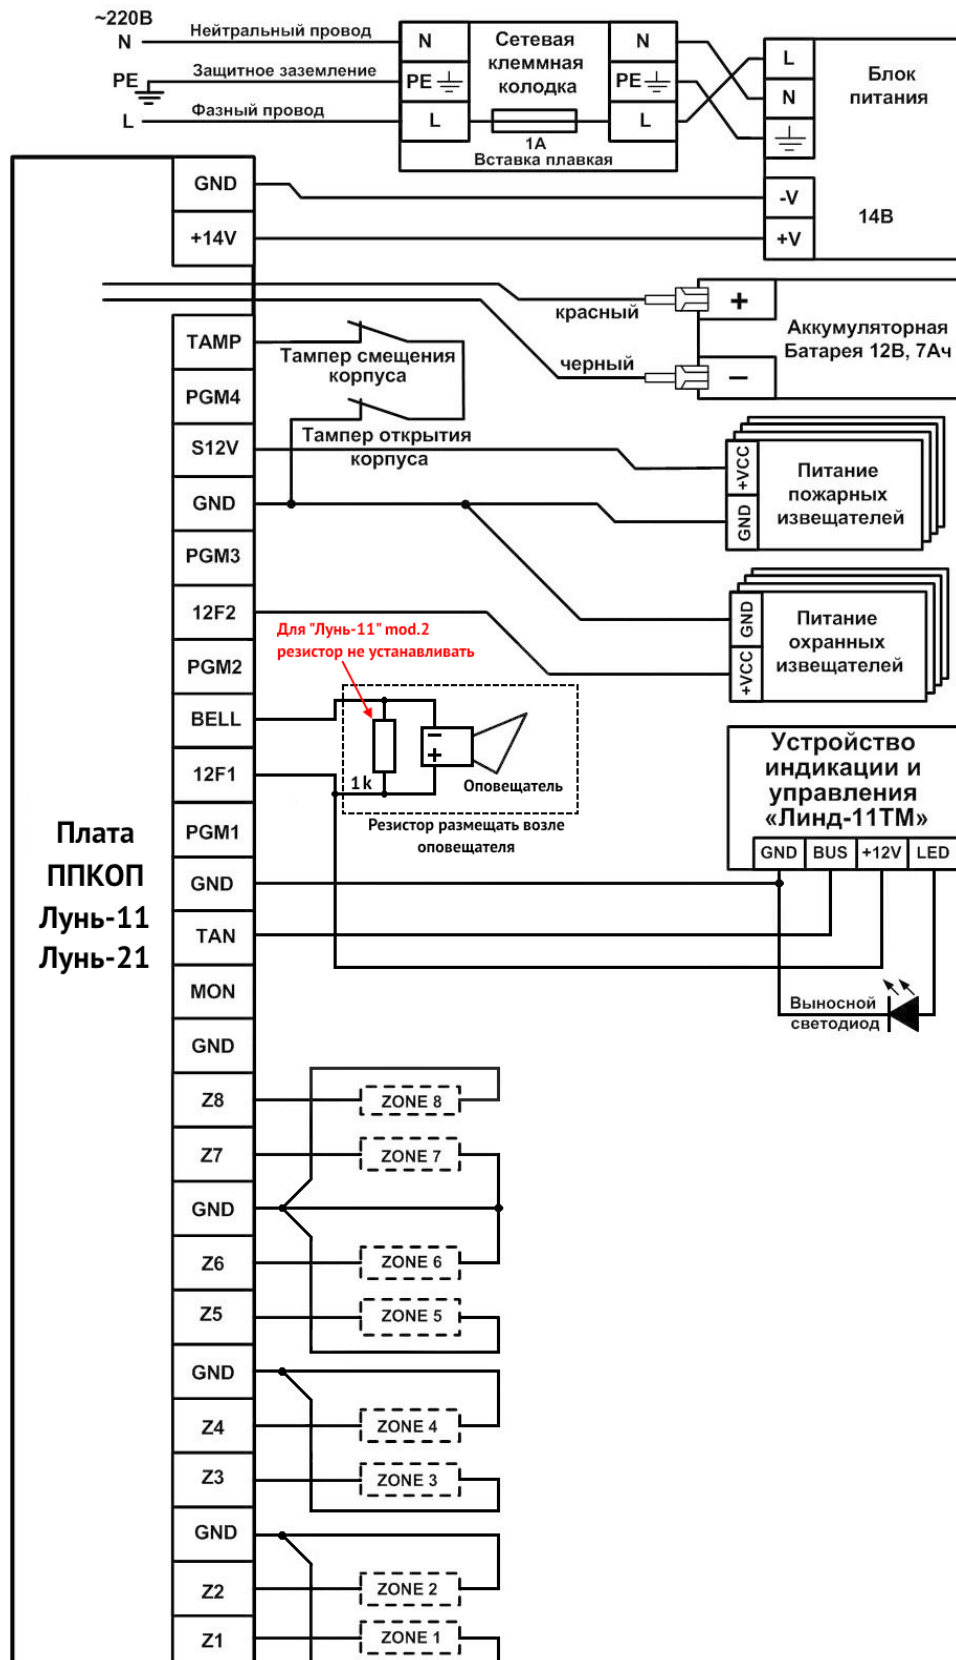 ~220В
N
Нейтральный провод
PE
Защитное заземление
L
Фазный провод
N
PE
L
Сетевая
клеммная
колодка
1А
Вставка плавкая
N
PE
L
L
N
Блок
питания
-V
+V
14В
GND
+14V
TAMP
PGM4
S12V
GND
PGM3
12F2
PGM2
BELL
12F1
PGM1
GND
TAN
MON
GND
Z8
Z7
GND
Z6
Z5
GND
Z4
Z3
GND
Z2
Z1
Плата
ППКОП
Лунь-11
Лунь-21
красный
черный
+
−
Аккумуляторная
Батарея 12В, 7Ач
Тампер смещения
корпуса
Тампер открытия
корпуса
+VCC
GND
Питание
пожарных
извещателей
GND
+VCC
Питание
охранных
извещателей
Для "Лунь-11" mod.2
резистор не устанавливать
1k
−
+
Оповещатель
Резистор размещать возле
оповещателя
Устройство
индикации и
управления
«Линд-11ТМ»
GND BUS +12V LED
Выносной
светодиод
ZONE 8
ZONE 7
ZONE 6
ZONE 5
ZONE 4
ZONE 3
ZONE 2
ZONE 1